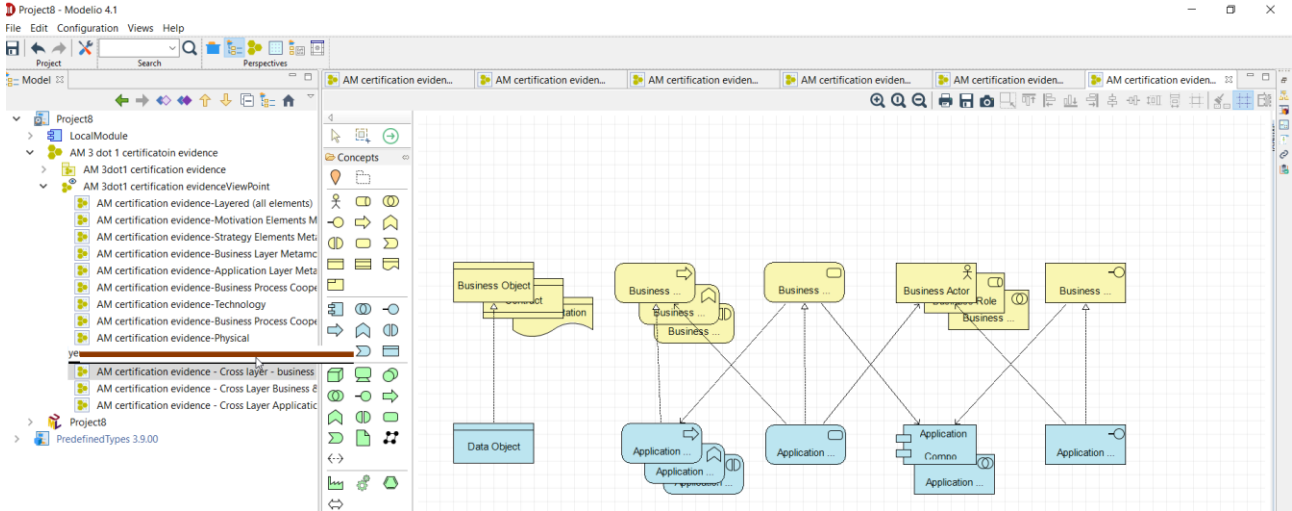 Project8 - Modelio 4.1
File Edit Configuration Views Help
Project Search Perspectives
Model
AM certification eviden...
AM certification eviden...
AM certification eviden...
AM certification eviden...
AM certification eviden...
AM certification eviden...
Project8
LocalModule
AM 3 dot 1 certificatoin evidence
AM 3dot1 certification evidence
AM 3dot1 certification evidenceViewPoint
AM certification evidence-Layered (all elements)
AM certification evidence-Motivation Elements M
AM certification evidence-Strategy Elements Meta
AM certification evidence-Business Layer Metamo
AM certification evidence-Application Layer Meta
AM certification evidence-Business Process Coope
AM certification evidence-Technology
AM certification evidence-Business Process Coope
AM certification evidence-Physical
AM certification evidence - Cross layer - business
AM certification evidence - Cross Layer Business &
AM certification evidence - Cross Layer Applicatic
Project8
PredefinedTypes 3.9.00
Concepts
Business Object
Business ...
Business ...
Business ...
Business ...
Business Actor
Role
Business ...
Business ...
Data Object
Application ...
Application ...
Application ...
Application
Compo
Application ...
Application ...